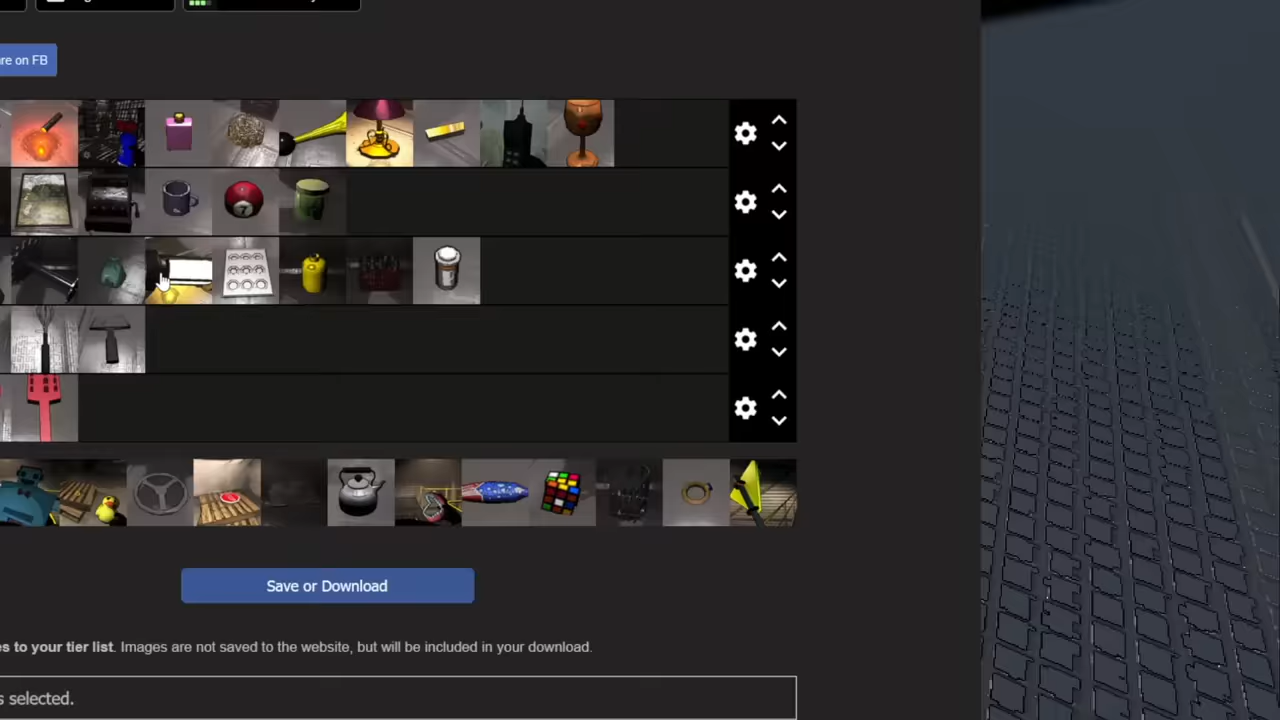 re on FB
7
Save or Download
es to your tier list. Images are not saved to the website, but will be included in your download.
s selected.